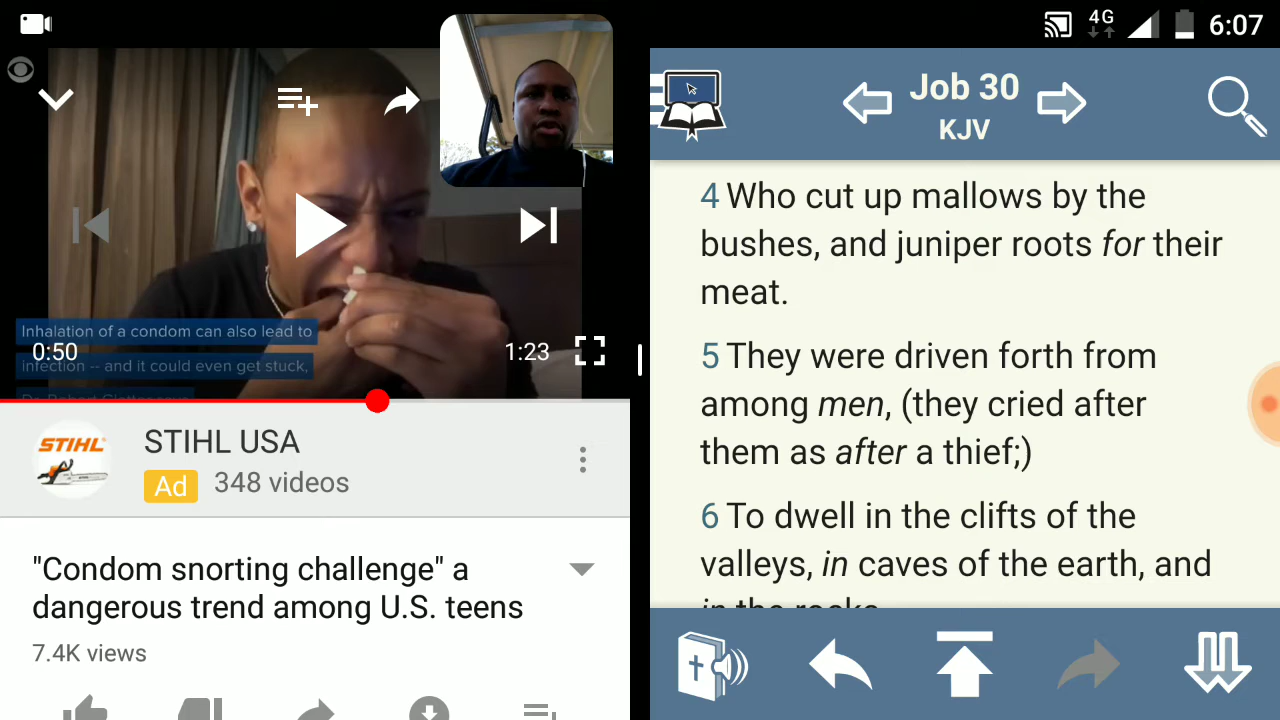 4G 6:07
Inhalation of a condom can also lead to
infection -- and it could even get stuck,
0:50
1:23
STIHL
STIHL USA
Ad 348 videos
"Condom snorting challenge" a
dangerous trend among U.S. teens
7.4K views
Job 30
KJV
4 Who cut up mallows by the
bushes, and juniper roots for their
meat.
5 They were driven forth from
among men, (they cried after
them as after a thief;)
6 To dwell in the clifts of the
valleys, in caves of the earth, and
in the rocks